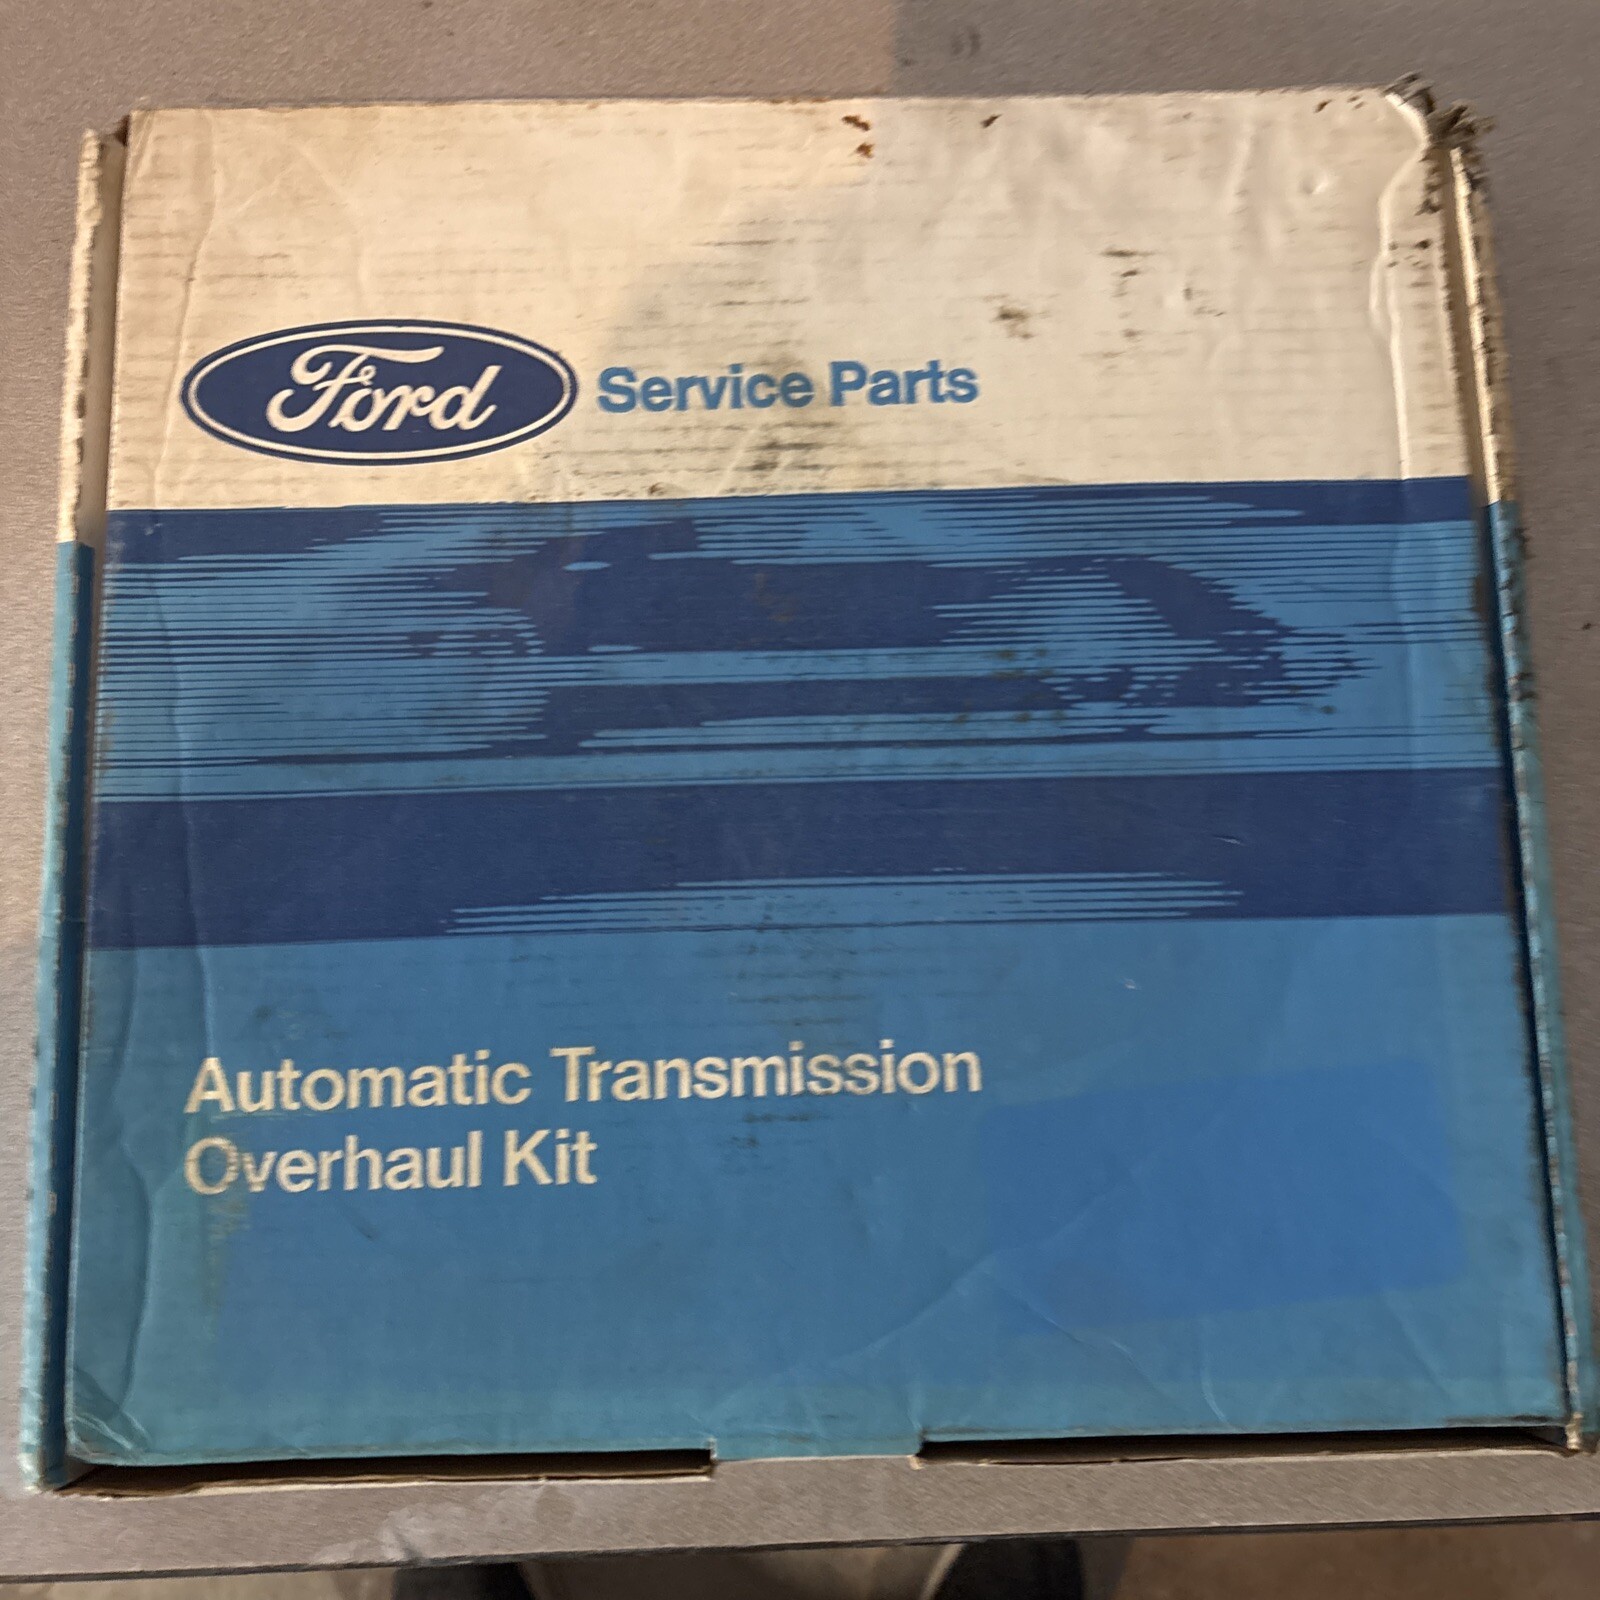 Ford Service Parts
Automatic Transmission
Overhaul Kit